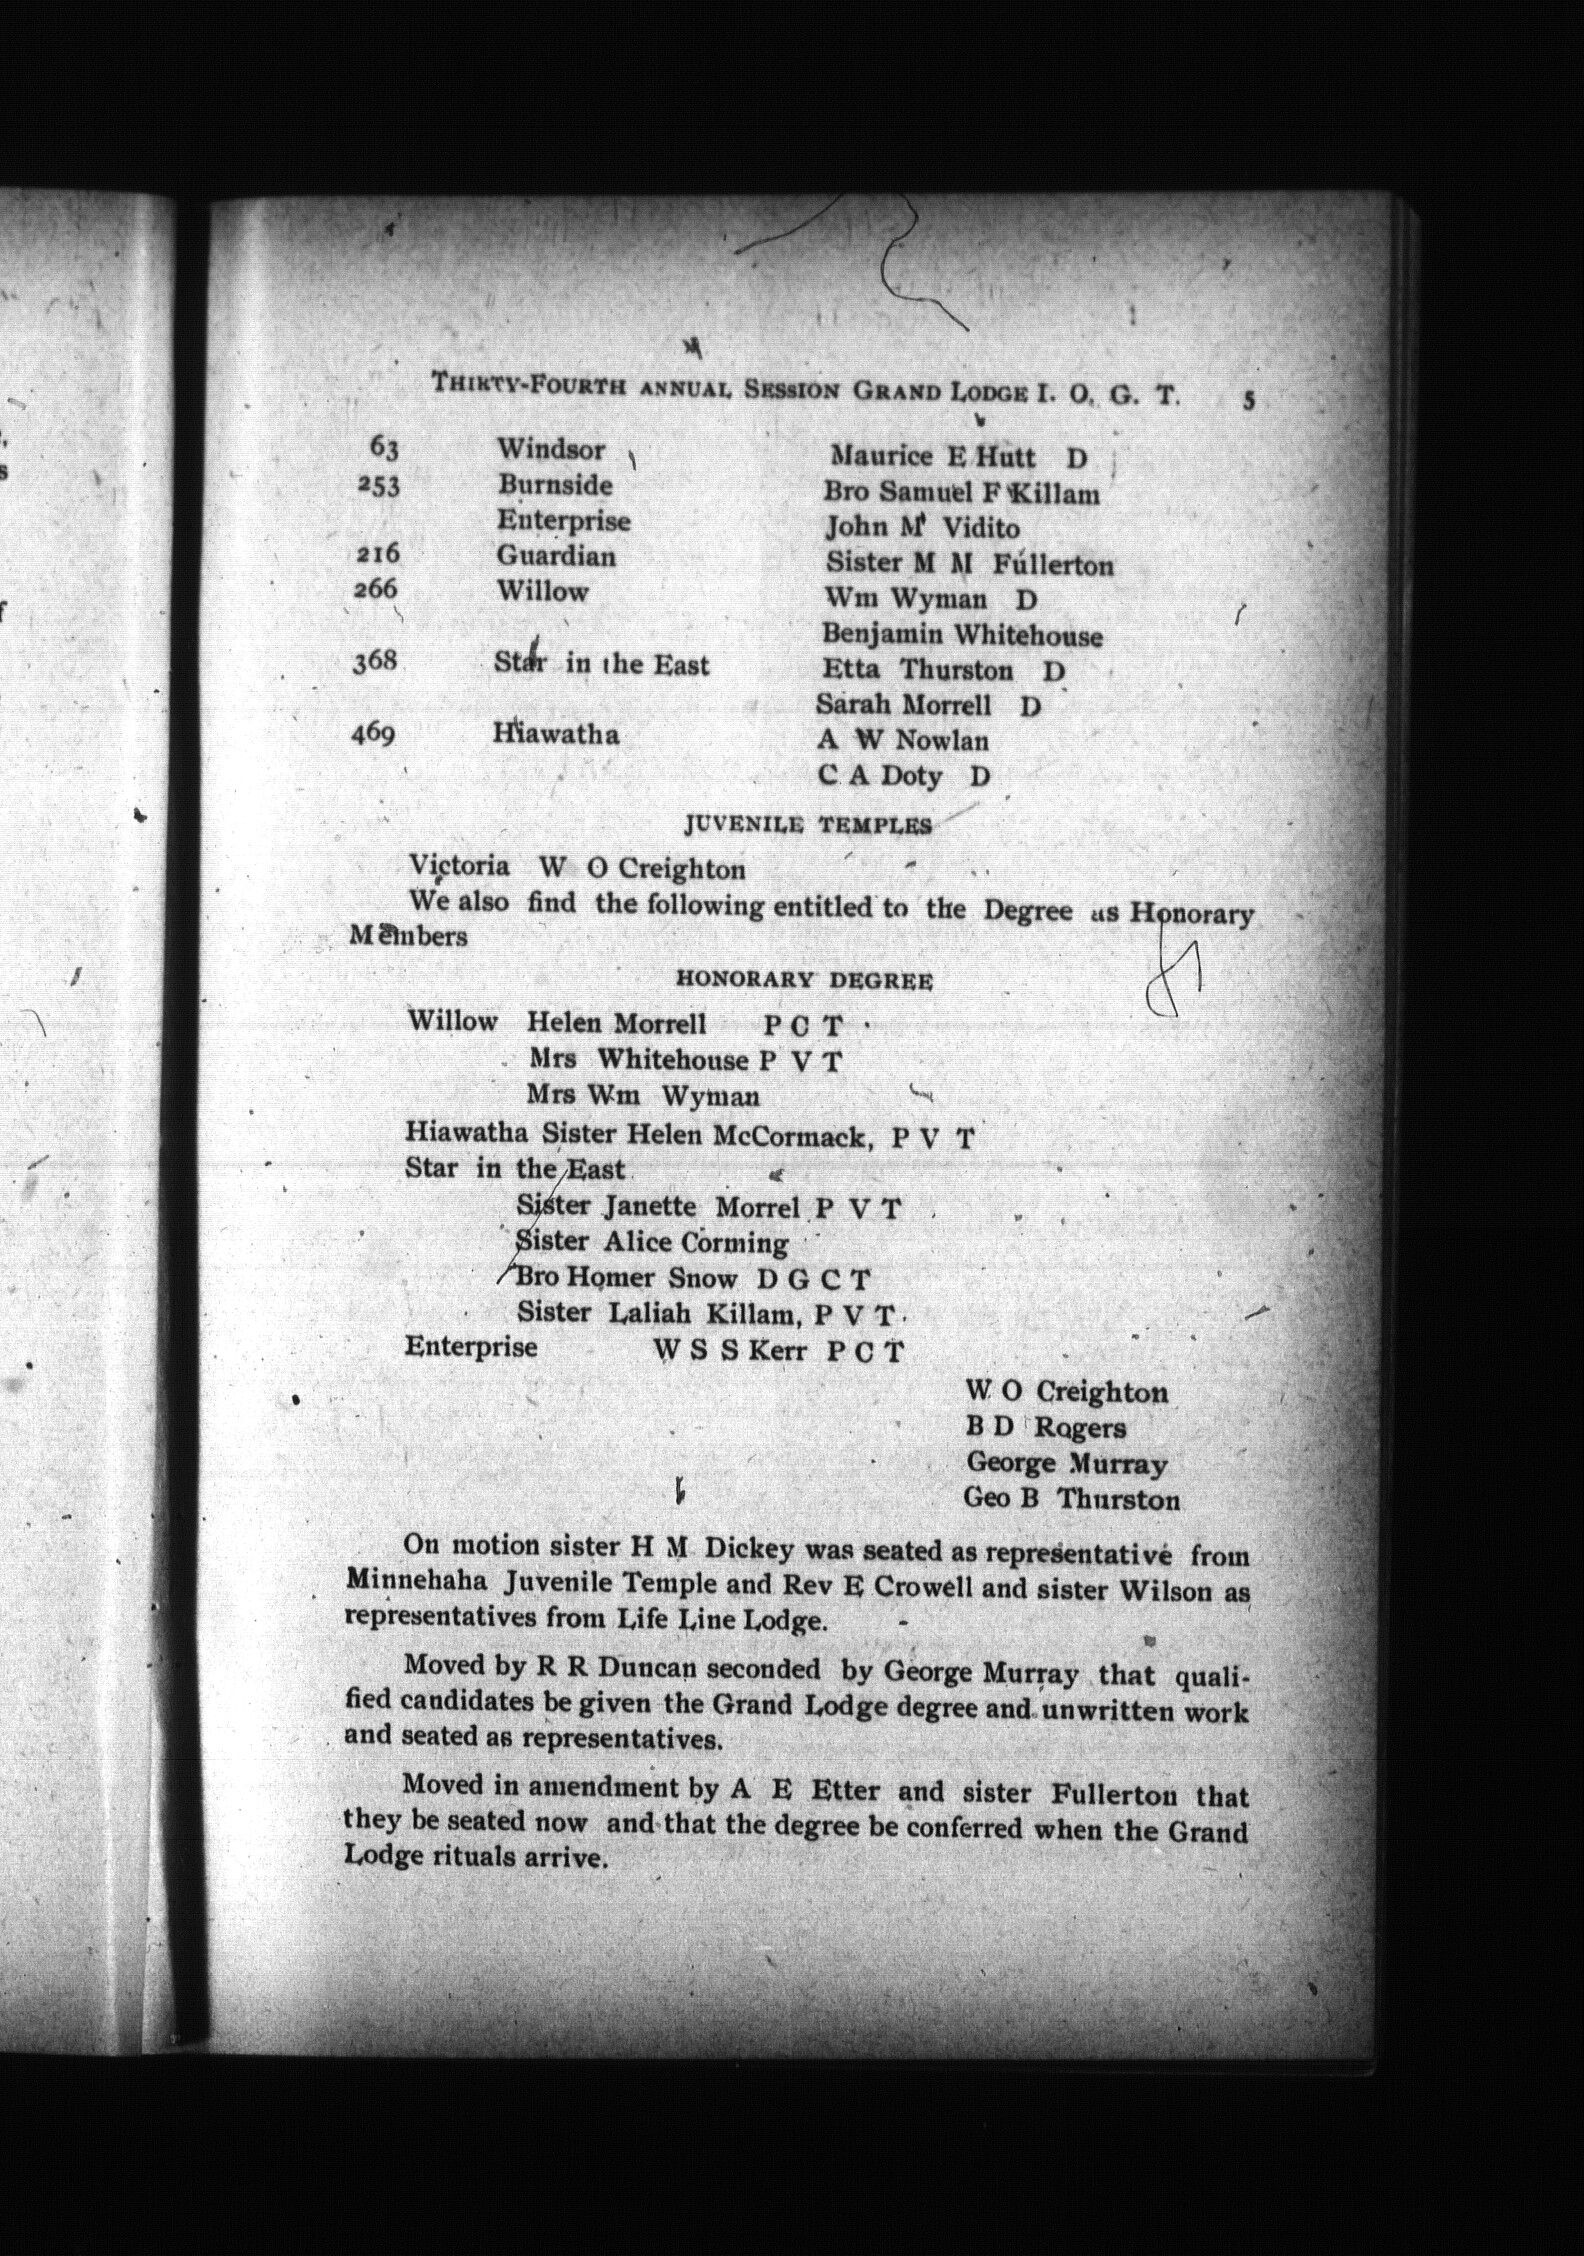 THIRTY-FOURTH ANNUAL SESSION GRAND LODGE I. O. G. T. 5
63 Windsor Maurice E Hutt D
253 Burnside Bro Samuel F Killam
Enterprise John M Vidito
216 Guardian Sister M M Fullerton
266 Willow Wm Wyman D
Benjamin Whitehouse
368 Star in the East Etta Thurston D
Sarah Morrell D
469 Hiawatha A W Nowlan
C A Doty D
JUVENILE TEMPLES
Victoria W O Creighton
We also find the following entitled to the Degree as Honorary
Members
HONORARY DEGREE
Willow Helen Morrell P C T
Mrs Whitehouse P V T
Mrs Wm Wyman
Hiawatha Sister Helen McCormack, P V T
Star in the East
Sister Janette Morrel P V T
Sister Alice Corming
Bro Homer Snow D G C T
Sister Laliah Killam, P V T
Enterprise W S S Kerr P C T
W O Creighton
B D Rogers
George Murray
Geo B Thurston
On motion sister H M Dickey was seated as representative from
Minnehaha Juvenile Temple and Rev E Crowell and sister Wilson as
representatives from Life Line Lodge.
Moved by R R Duncan seconded by George Murray that quali-
fied candidates be given the Grand Lodge degree and unwritten work
and seated as representatives.
Moved in amendment by A E Etter and sister Fullerton that
they be seated now and that the degree be conferred when the Grand
Lodge rituals arrive.